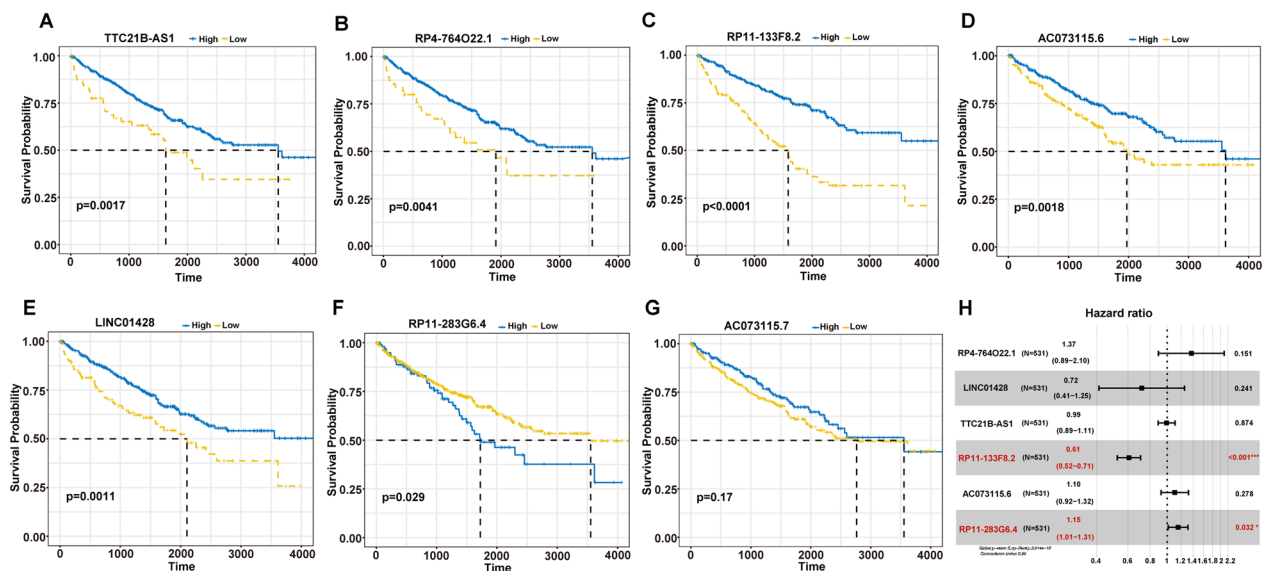 A
TTC21B-AS1
High Low
Survival Probability
1.00
0.75
0.50
0.25
0.00
p=0.0017
0 1000 2000 3000 4000
Time
B
RP4-764O22.1
High Low
Survival Probability
1.00
0.75
0.50
0.25
0.00
p=0.0041
0 1000 2000 3000 4000
Time
C
RP11-133F8.2
High Low
Survival Probability
1.00
0.75
0.50
0.25
0.00
p<0.0001
0 1000 2000 3000 4000
Time
D
AC073115.6
High Low
Survival Probability
1.00
0.75
0.50
0.25
0.00
p=0.0018
0 1000 2000 3000 4000
Time
E
LINC01428
High Low
Survival Probability
1.00
0.75
0.50
0.25
0.00
p=0.0011
0 1000 2000 3000 4000
Time
F
RP11-283G6.4
High Low
Survival Probability
1.00
0.75
0.50
0.25
0.00
p=0.029
0 1000 2000 3000 4000
Time
G
AC073115.7
High Low
Survival Probability
1.00
0.75
0.50
0.25
0.00
p=0.17
0 1000 2000 3000 4000
Time
H
Hazard ratio
RP4-764O22.1 (N=531) 1.37 (0.89−2.10) 0.151
LINC01428 (N=531) 0.72 (0.41−1.25) 0.241
TTC21B-AS1 (N=531) 0.99 (0.89−1.11) 0.874
RP11-133F8.2 (N=531) 0.61 (0.52−0.71) <0.001***
AC073115.6 (N=531) 1.10 (0.92−1.32) 0.278
RP11-283G6.4 (N=531) 1.15 (1.01−1.31) 0.032 *
0.4 0.6 0.8 1 1.2 1.4 1.6 1.8 2 2.2